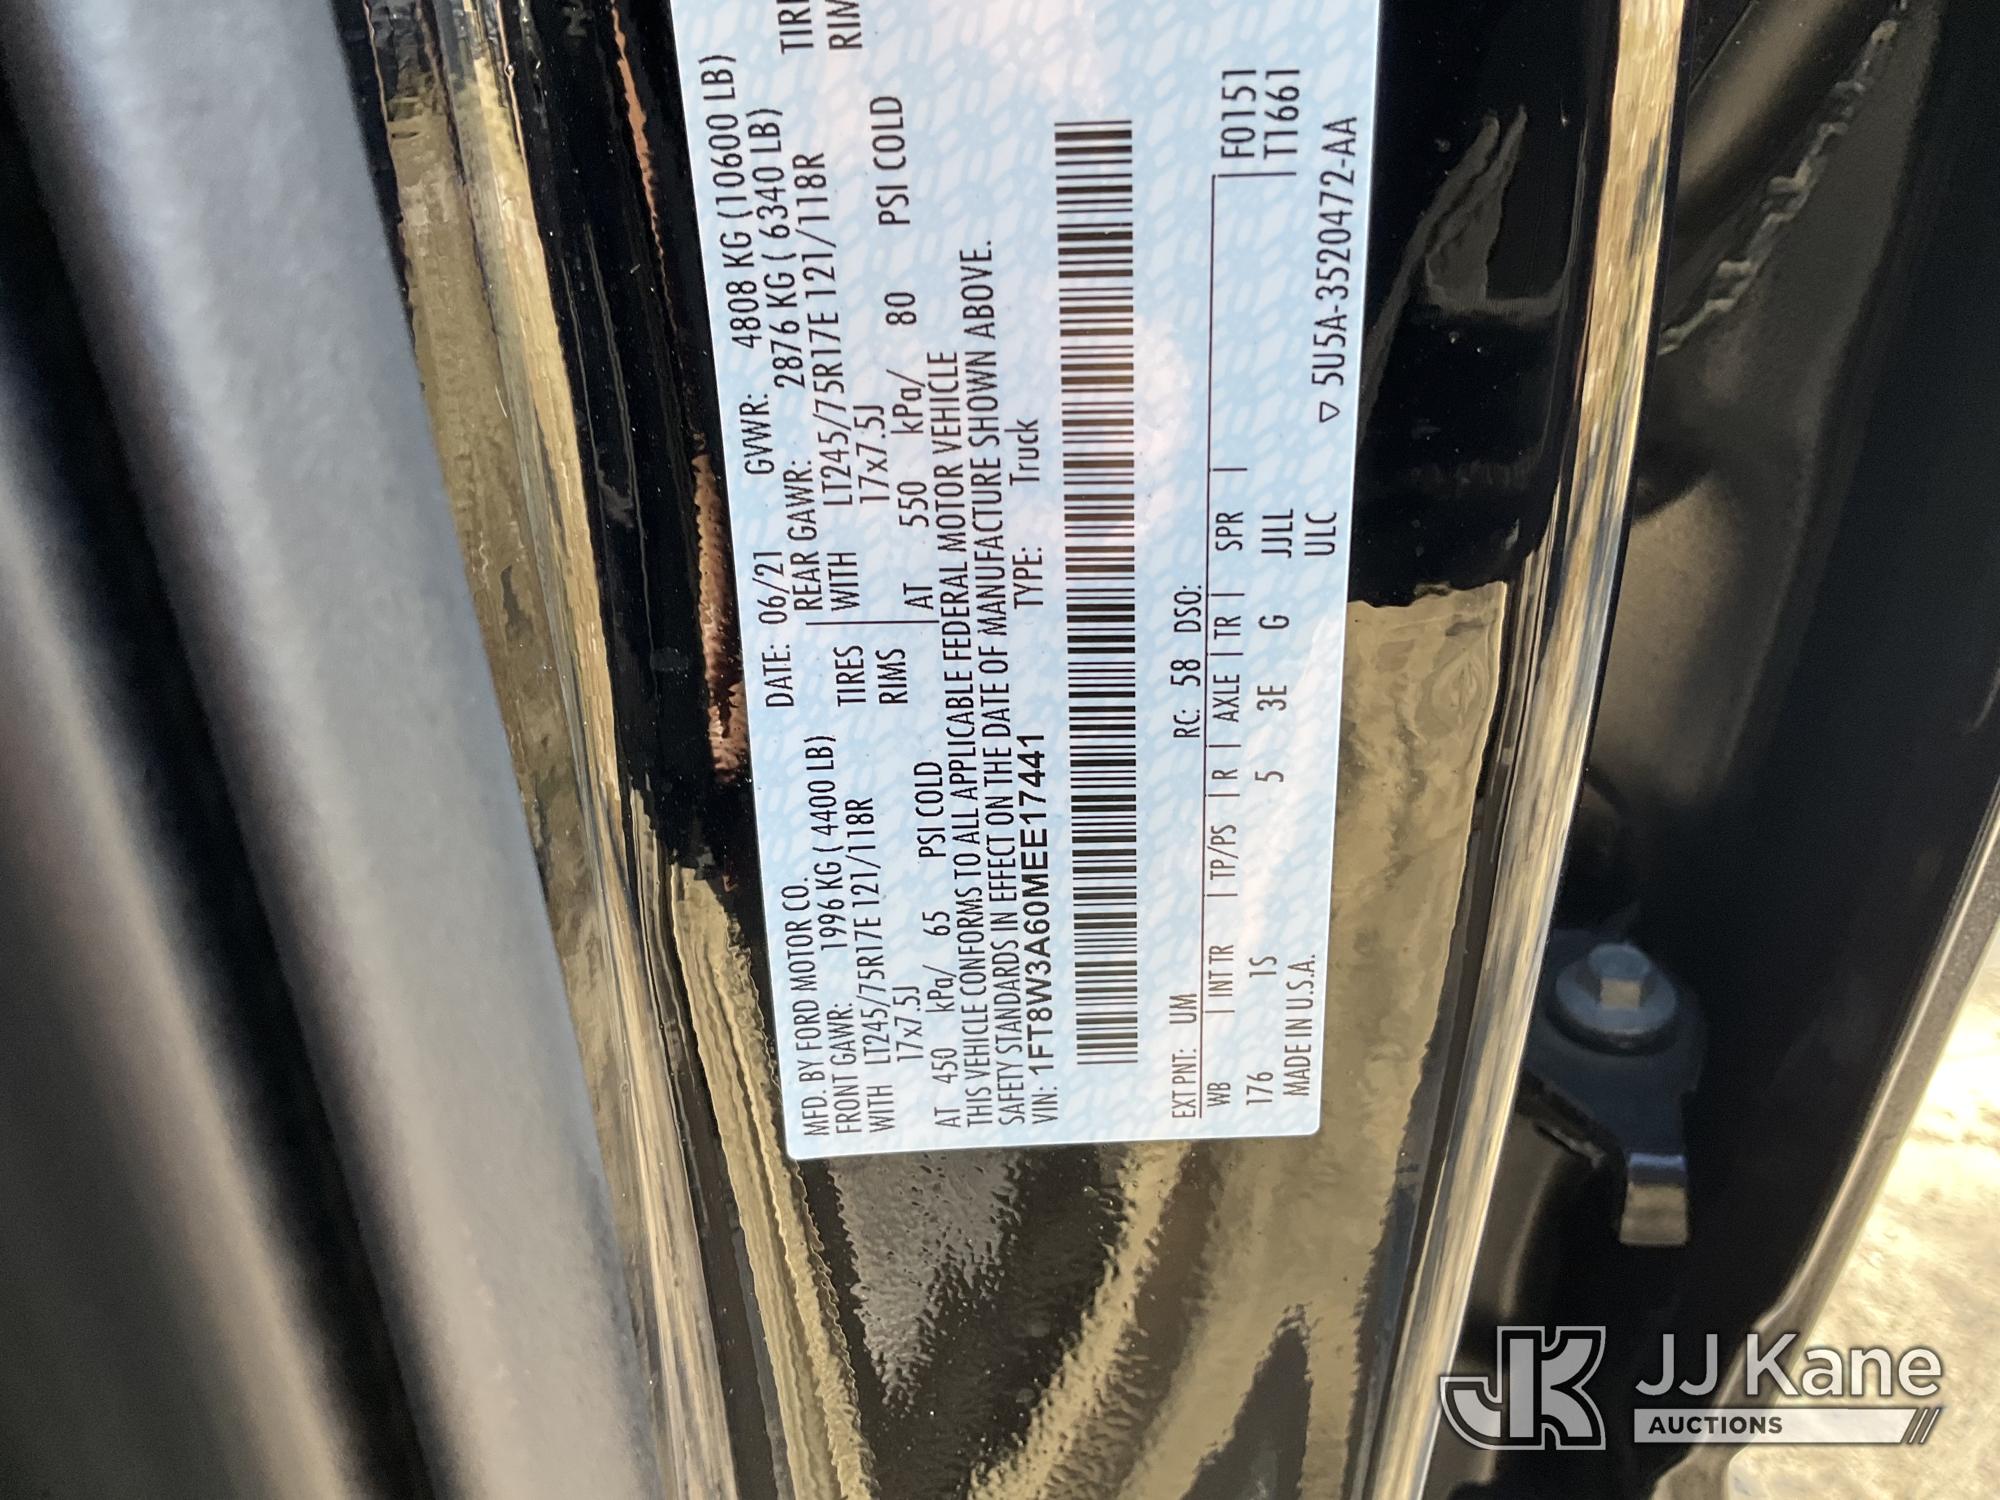 MFD. BY FORD MOTOR CO.
DATE: 06/21 GVWR: 4808 KG (10600 LB)
FRONT GAWR: 1996 KG ( 4400 LB) REAR GAWR: 2876 KG ( 6340 LB)
WITH LT245/75R17E 121/118R TIRES WITH LT245/75R17E 121/118R
17x7.5J RIMS 17x7.5J
AT 450 kPa/ 65 PSI COLD AT 550 kPa/ 80 PSI COLD
THIS VEHICLE CONFORMS TO ALL APPLICABLE FEDERAL MOTOR VEHICLE
SAFETY STANDARDS IN EFFECT ON THE DATE OF MANUFACTURE SHOWN ABOVE.
VIN: 1FT8W3A60MEE17441 TYPE: Truck
EXT PNT: UM RC: 58 DSO: F0151
WB INT TR TP/PS R AXLE TR SPR T1661
176 1S 5 3E G JJLL
MADE IN U.S.A. ULC ▽ 5U5A-3520472-AA
JK JJ Kane
AUCTIONS